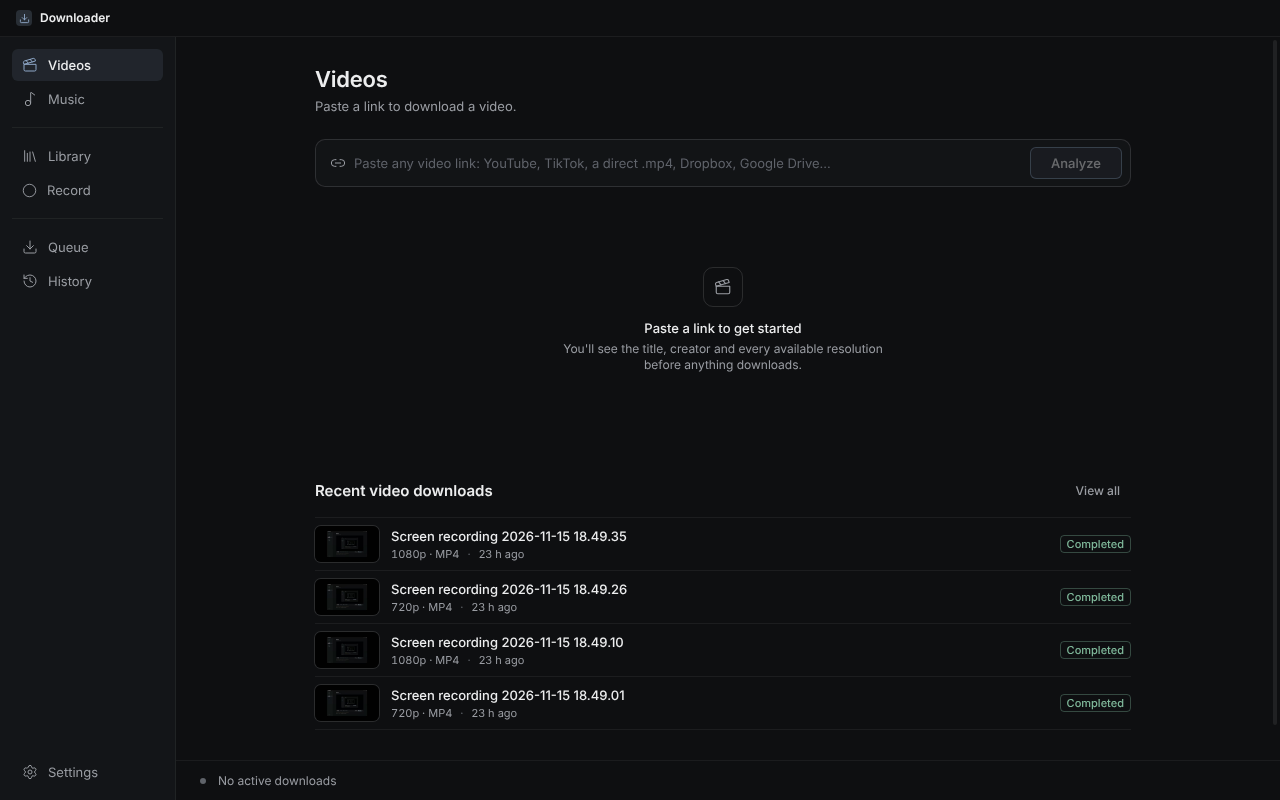 Downloader
Videos
Music
Library
Record
Queue
History
Settings
Videos
Paste a link to download a video.
Paste any video link: YouTube, TikTok, a direct .mp4, Dropbox, Google Drive...
Analyze
Paste a link to get started
You'll see the title, creator and every available resolution
before anything downloads.
Recent video downloads
View all
Screen recording 2026-11-15 18.49.35
1080p · MP4 · 23 h ago
Completed
Screen recording 2026-11-15 18.49.26
720p · MP4 · 23 h ago
Completed
Screen recording 2026-11-15 18.49.10
1080p · MP4 · 23 h ago
Completed
Screen recording 2026-11-15 18.49.01
720p · MP4 · 23 h ago
Completed
No active downloads